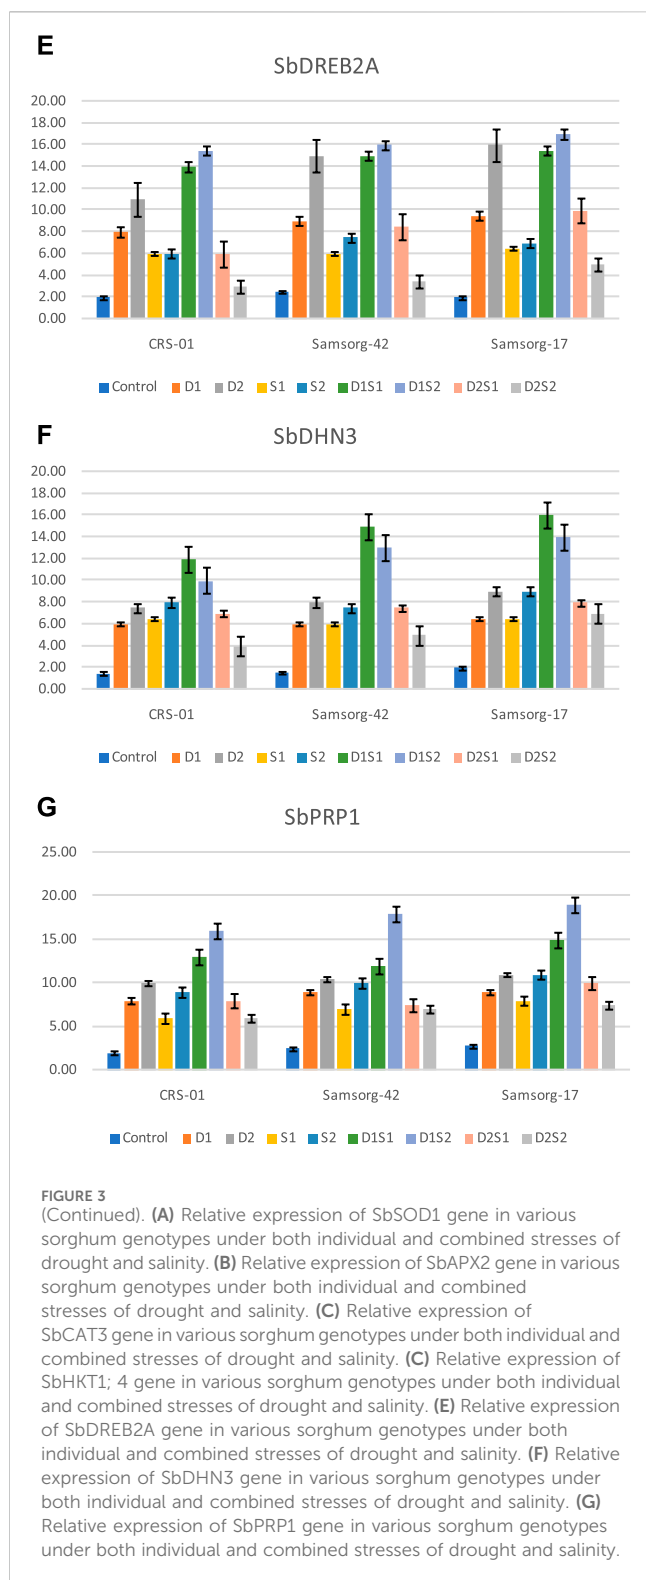 E
SbDREB2A
20.00
18.00
16.00
14.00
12.00
10.00
8.00
6.00
4.00
2.00
0.00
CRS-01 Samsorg-42 Samsorg-17
Control D1 D2 S1 S2 D1S1 D1S2 D2S1 D2S2
F
SbDHN3
20.00
18.00
16.00
14.00
12.00
10.00
8.00
6.00
4.00
2.00
0.00
CRS-01 Samsorg-42 Samsorg-17
Control D1 D2 S1 S2 D1S1 D1S2 D2S1 D2S2
G
SbPRP1
25.00
20.00
15.00
10.00
5.00
0.00
CRS-01 Samsorg-42 Samsorg-17
Control D1 D2 S1 S2 D1S1 D1S2 D2S1 D2S2
FIGURE 3
(Continued). (A) Relative expression of SbSOD1 gene in various
sorghum genotypes under both individual and combined stresses of
drought and salinity. (B) Relative expression of SbAPX2 gene in various
sorghum genotypes under both individual and combined
stresses of drought and salinity. (C) Relative expression of
SbCAT3 gene in various sorghum genotypes under both individual and
combined stresses of drought and salinity. (C) Relative expression of
SbHKT1; 4 gene in various sorghum genotypes under both individual
and combined stresses of drought and salinity. (E) Relative expression
of SbDREB2A gene in various sorghum genotypes under both
individual and combined stresses of drought and salinity. (F) Relative
expression of SbDHN3 gene in various sorghum genotypes under
both individual and combined stresses of drought and salinity. (G)
Relative expression of SbPRP1 gene in various sorghum genotypes
under both individual and combined stresses of drought and salinity.